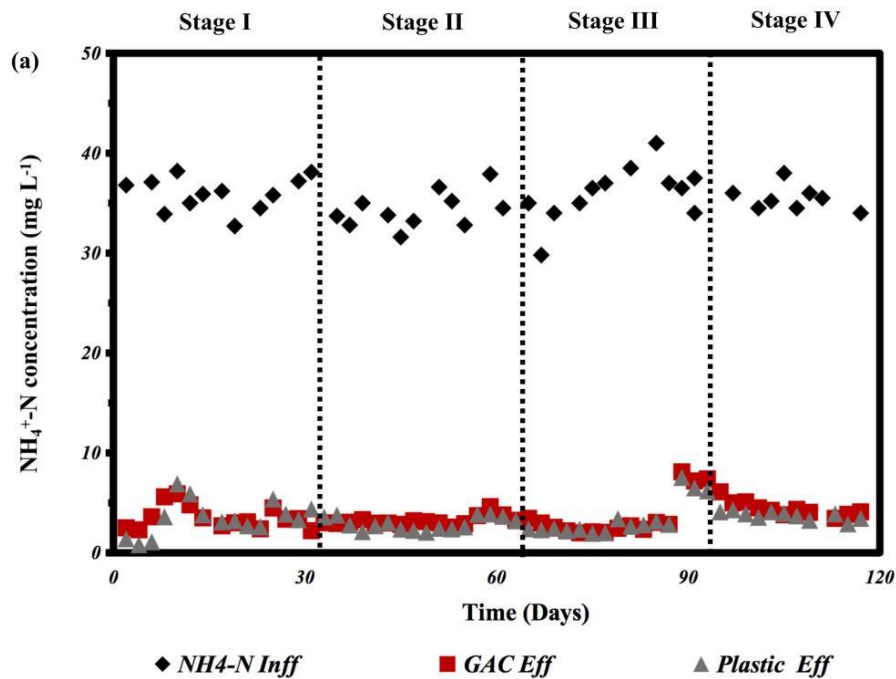 Stage I Stage II Stage III Stage IV
(a)
50
40
30
20
10
0
NH₄⁺-N concentration (mg L⁻¹)
0 30 60 90 120
Time (Days)
NH4-N Inff GAC Eff Plastic Eff